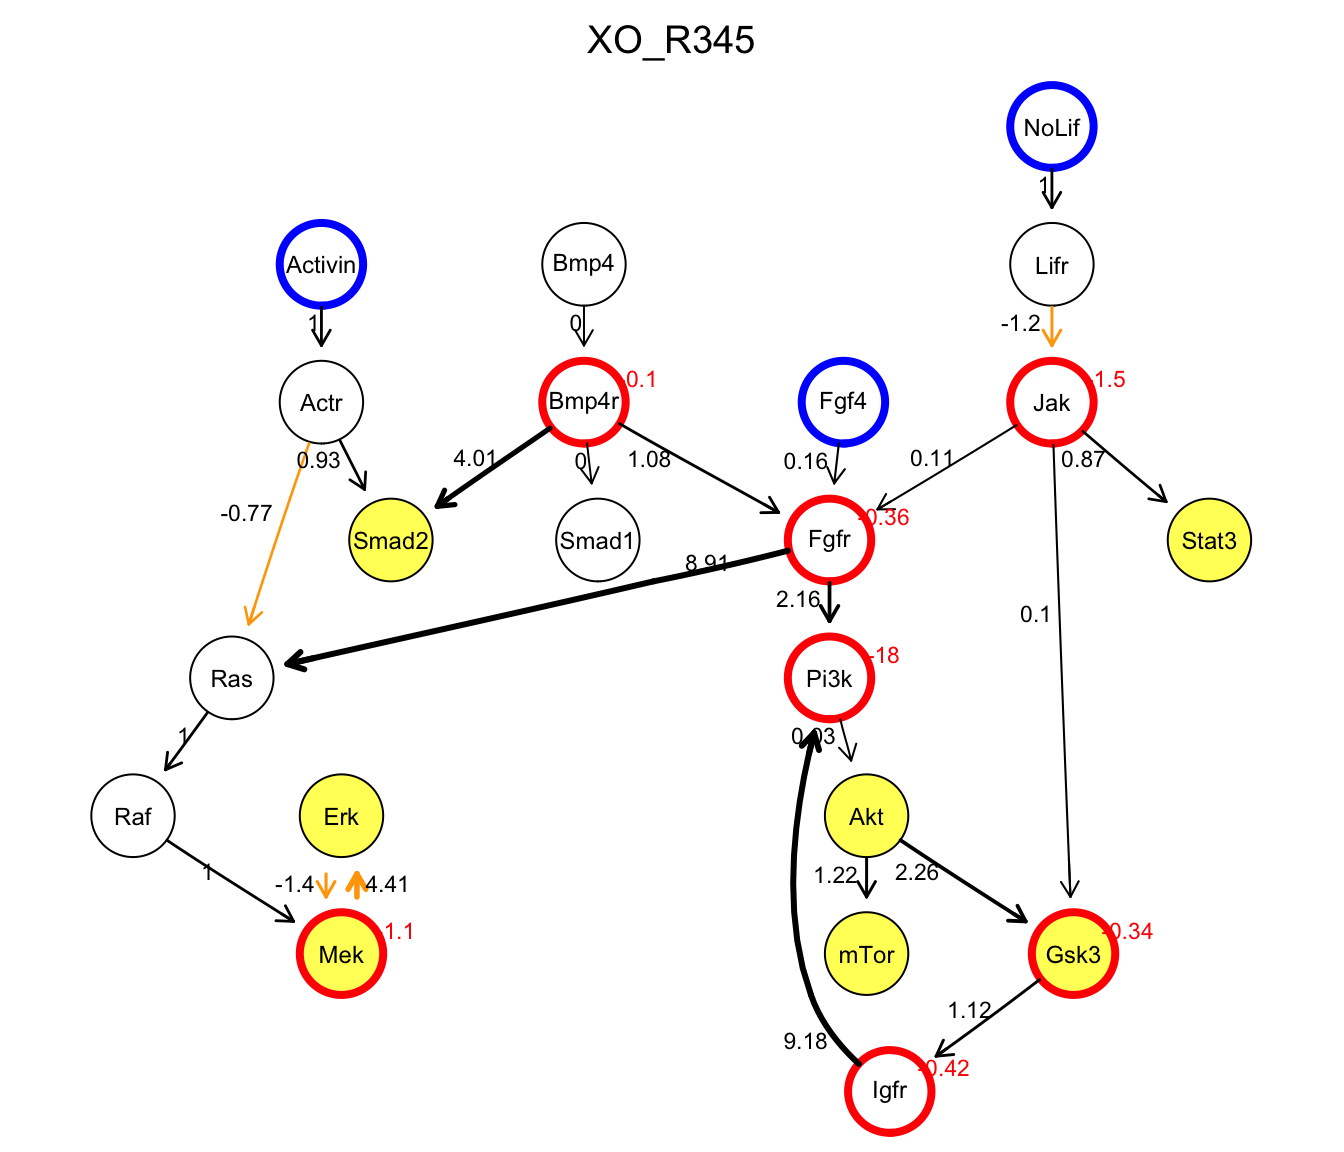 XO_R345
NoLif
1
Activin
Bmp4
Lifr
1
0
-1.2
Actr
Bmp4r
-0.1
Fgf4
Jak
-1.5
0.93
4.01
0
1.08
0.16
0.11
0.87
-0.77
Smad2
Smad1
Fgfr
-0.36
Stat3
8.91
2.16
0.1
Ras
Pi3k
-18
1
0.03
Raf
Erk
Akt
1
-1.4
4.41
1.22
2.26
Mek
-1.1
mTor
Gsk3
-0.34
1.12
9.18
Igfr
-0.42